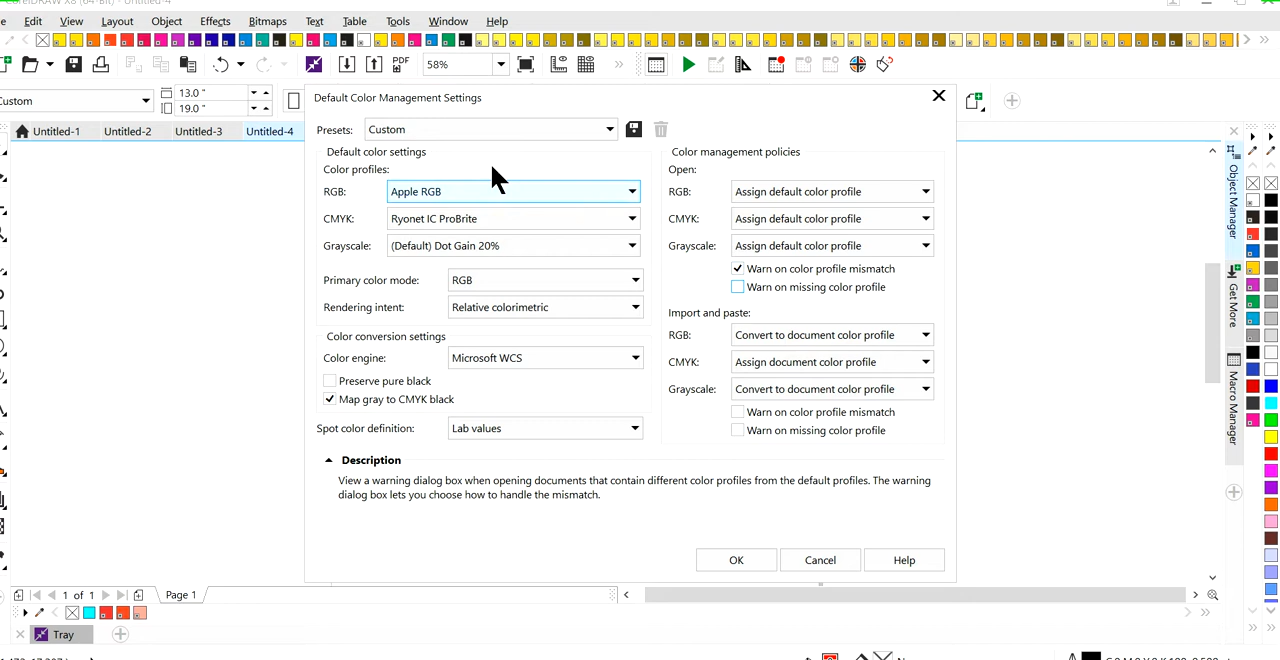 CorelDRAW X8 (64-Bit) - Untitled-4
Edit View Layout Object Effects Bitmaps Text Table Tools Window Help
PDF 58%
Custom 13.0 " 19.0 "
Untitled-1 Untitled-2 Untitled-3 Untitled-4
Default Color Management Settings
Presets: Custom
Default color settings
Color profiles:
RGB: Apple RGB
CMYK: Ryonet IC ProBrite
Grayscale: (Default) Dot Gain 20%
Primary color mode: RGB
Rendering intent: Relative colorimetric
Color conversion settings
Color engine: Microsoft WCS
Preserve pure black
Map gray to CMYK black
Spot color definition: Lab values
Color management policies
Open:
RGB: Assign default color profile
CMYK: Assign default color profile
Grayscale: Assign default color profile
Warn on color profile mismatch
Warn on missing color profile
Import and paste:
RGB: Convert to document color profile
CMYK: Assign document color profile
Grayscale: Convert to document color profile
Warn on color profile mismatch
Warn on missing color profile
Description
View a warning dialog box when opening documents that contain different color profiles from the default profiles. The warning
dialog box lets you choose how to handle the mismatch.
OK Cancel Help
Object Manager
Get More
Macro Manager
1 of 1 Page 1
Tray